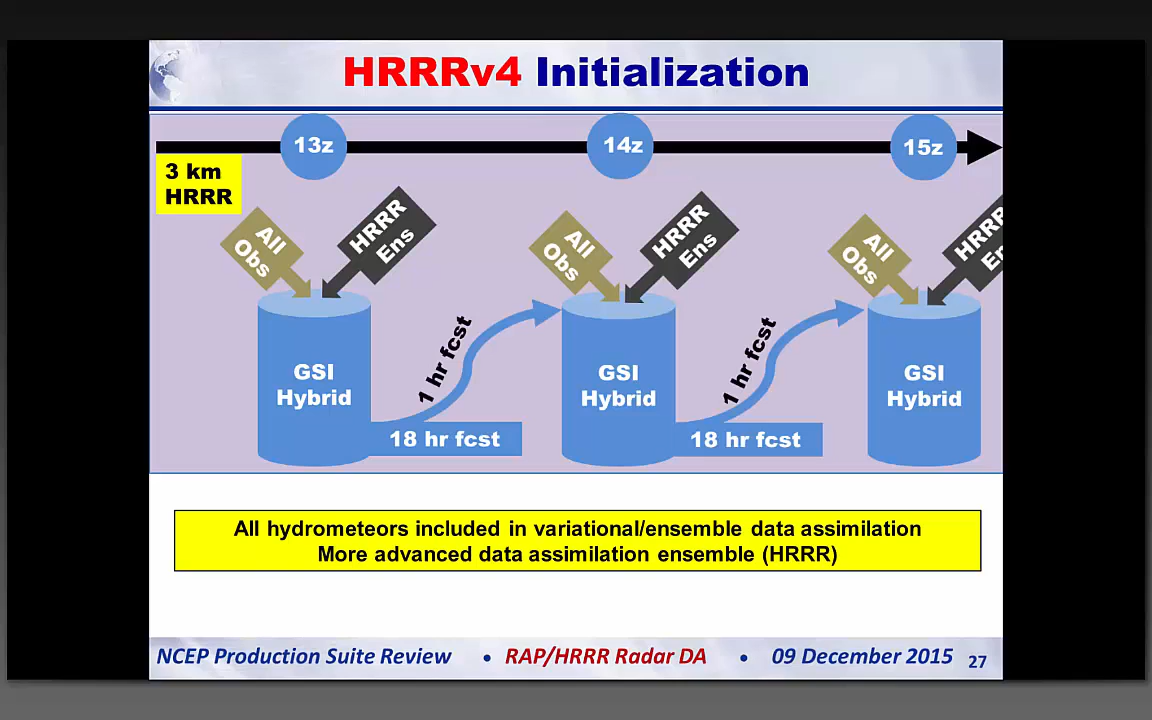 HRRRv4 Initialization
13z
14z
15z
3 km
HRRR
All
Obs
HRRR
Ens
All
Obs
HRRR
Ens
All
Obs
HRRR
En
GSI
Hybrid
1 hr fcst
18 hr fcst
GSI
Hybrid
1 hr fcst
18 hr fcst
GSI
Hybrid
All hydrometeors included in variational/ensemble data assimilation
More advanced data assimilation ensemble (HRRR)
NCEP Production Suite Review • RAP/HRRR Radar DA • 09 December 2015 27